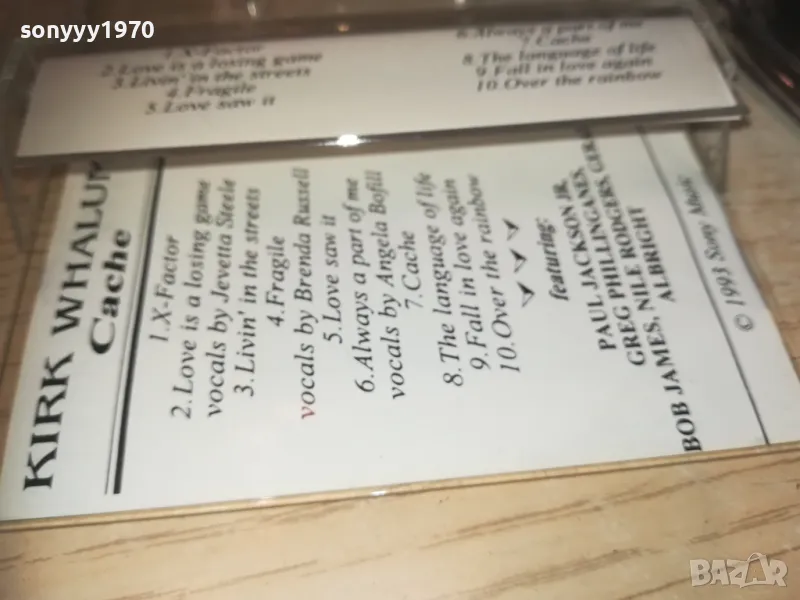 sonyyy1970
1.X-Factor
2.Love is a losing game
3.Livin' in the streets
4.Fragile
5.Love saw it
6.Always a part of me
7.Cache
8.The language of life
9.Fall in love again
10.Over the rainbow
KIRK WHALUM
Cache
1.X-Factor
2.Love is a losing game
vocals by Jevetta Steele
3.Livin' in the streets
4.Fragile
vocals by Brenda Russell
5.Love saw it
6.Always a part of me
vocals by Angela Bofill
7.Cache
8.The language of life
9.Fall in love again
10.Over the rainbow
featuring:
PAUL JACKSON JR,
GREG PHILLINGANES,
BOB JAMES, NILE RODGERS,
ALBRIGHT
© 1993 Sony Music
BAZAR